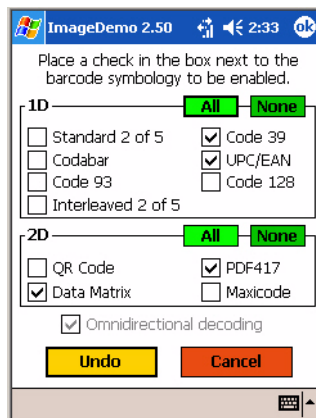 ImageDemo 2.50 2:33 ok
Place a check in the box next to the
barcode symbology to be enabled.
1D All None
Standard 2 of 5 Code 39
Codabar UPC/EAN
Code 93 Code 128
Interleaved 2 of 5
2D All None
QR Code PDF417
Data Matrix Maxicode
Omnidirectional decoding
Undo Cancel